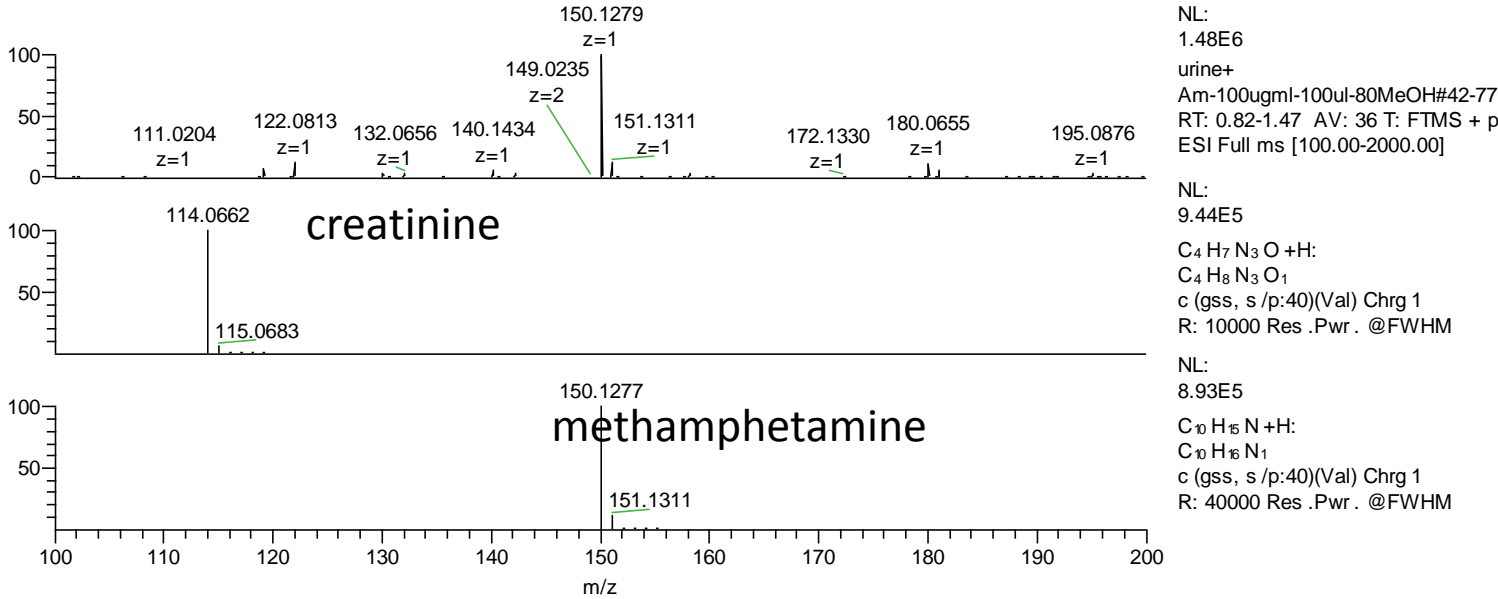 150.1279
z=1
149.0235
z=2
100
50
0
111.0204
z=1
122.0813
z=1
132.0656
z=1
140.1434
z=1
151.1311
z=1
172.1330
z=1
180.0655
z=1
195.0876
z=1
NL:
1.48E6
urine+
Am-100ugml-100ul-80MeOH#42-77
RT: 0.82-1.47 AV: 36 T: FTMS + p
ESI Full ms [100.00-2000.00]
114.0662
creatinine
100
50
115.0683
NL:
9.44E5
C4 H7 N3 O +H:
C4 H8 N3 O1
c (gss, s /p:40)(Val) Chrg 1
R: 10000 Res .Pwr . @FWHM
150.1277
methamphetamine
100
50
151.1311
NL:
8.93E5
C10 H15 N +H:
C10 H16 N1
c (gss, s /p:40)(Val) Chrg 1
R: 40000 Res .Pwr . @FWHM
100 110 120 130 140 150 160 170 180 190 200
m/z